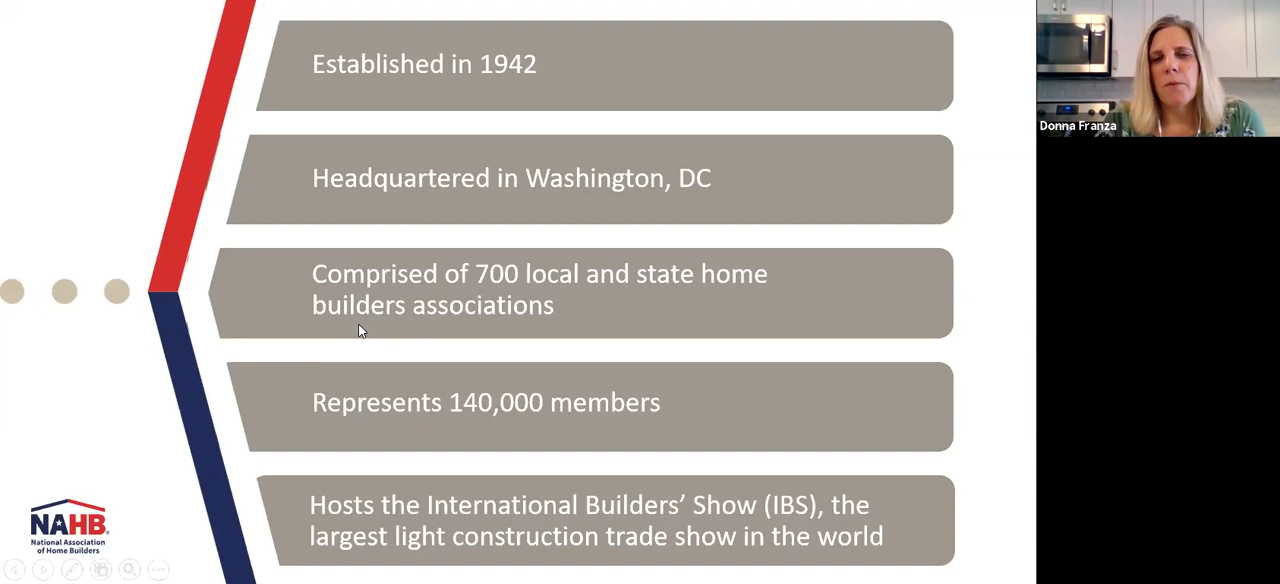 Established in 1942
Headquartered in Washington, DC
Comprised of 700 local and state home
builders associations
Represents 140,000 members
Hosts the International Builders’ Show (IBS), the
largest light construction trade show in the world
NAHB®
National Association
of Home Builders
Donna Franza